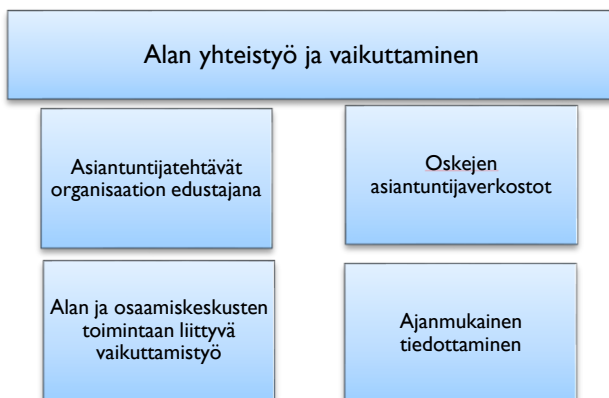 Alan yhteistyö ja vaikuttaminen
Asiantuntijatehtävät
organisaation edustajana
Oskejen
asiantuntijaverkostot
Alan ja osaamiskeskusten
toimintaan liittyvä
vaikuttamistyö
Ajanmukainen
tiedottaminen